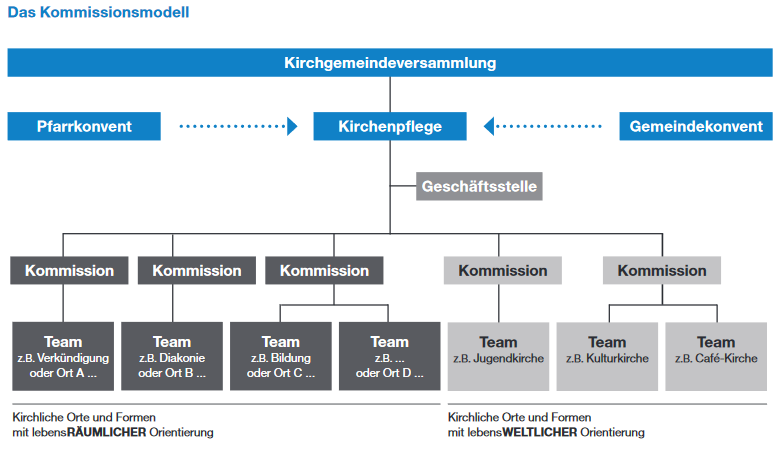 Das Kommissionsmodell
Kirchgemeindeversammlung
Pfarrkonvent
Kirchenpflege
Gemeindekonvent
Geschäftsstelle
Kommission
Kommission
Kommission
Kommission
Kommission
Team
z.B. Verkündigung
oder Ort A ...
Team
z.B. Diakonie
oder Ort B ...
Team
z.B. Bildung
oder Ort C ...
Team
z.B. ...
oder Ort D ...
Team
z.B. Jugendkirche
Team
z.B. Kulturkirche
Team
z.B. Café-Kirche
Kirchliche Orte und Formen
mit lebensRÄUMLICHER Orientierung
Kirchliche Orte und Formen
mit lebensWELTLICHER Orientierung